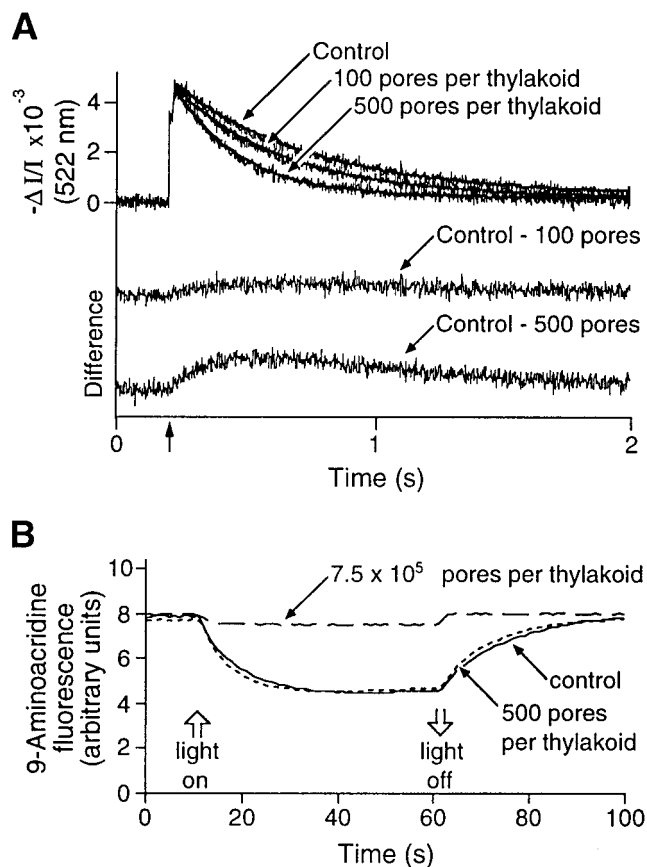 A
-ΔI/I x10-3
(522 nm)
4
2
0
Control
100 pores per thylakoid
500 pores per thylakoid
Difference
Control - 100 pores
Control - 500 pores
0
1
2
Time (s)
B
9-Aminoacridine
fluorescence
(arbitrary units)
10
8
6
4
2
0
7.5 x 10⁵ pores per thylakoid
control
500 pores
per thylakoid
light
on
light
off
0
20
40
60
80
100
Time (s)